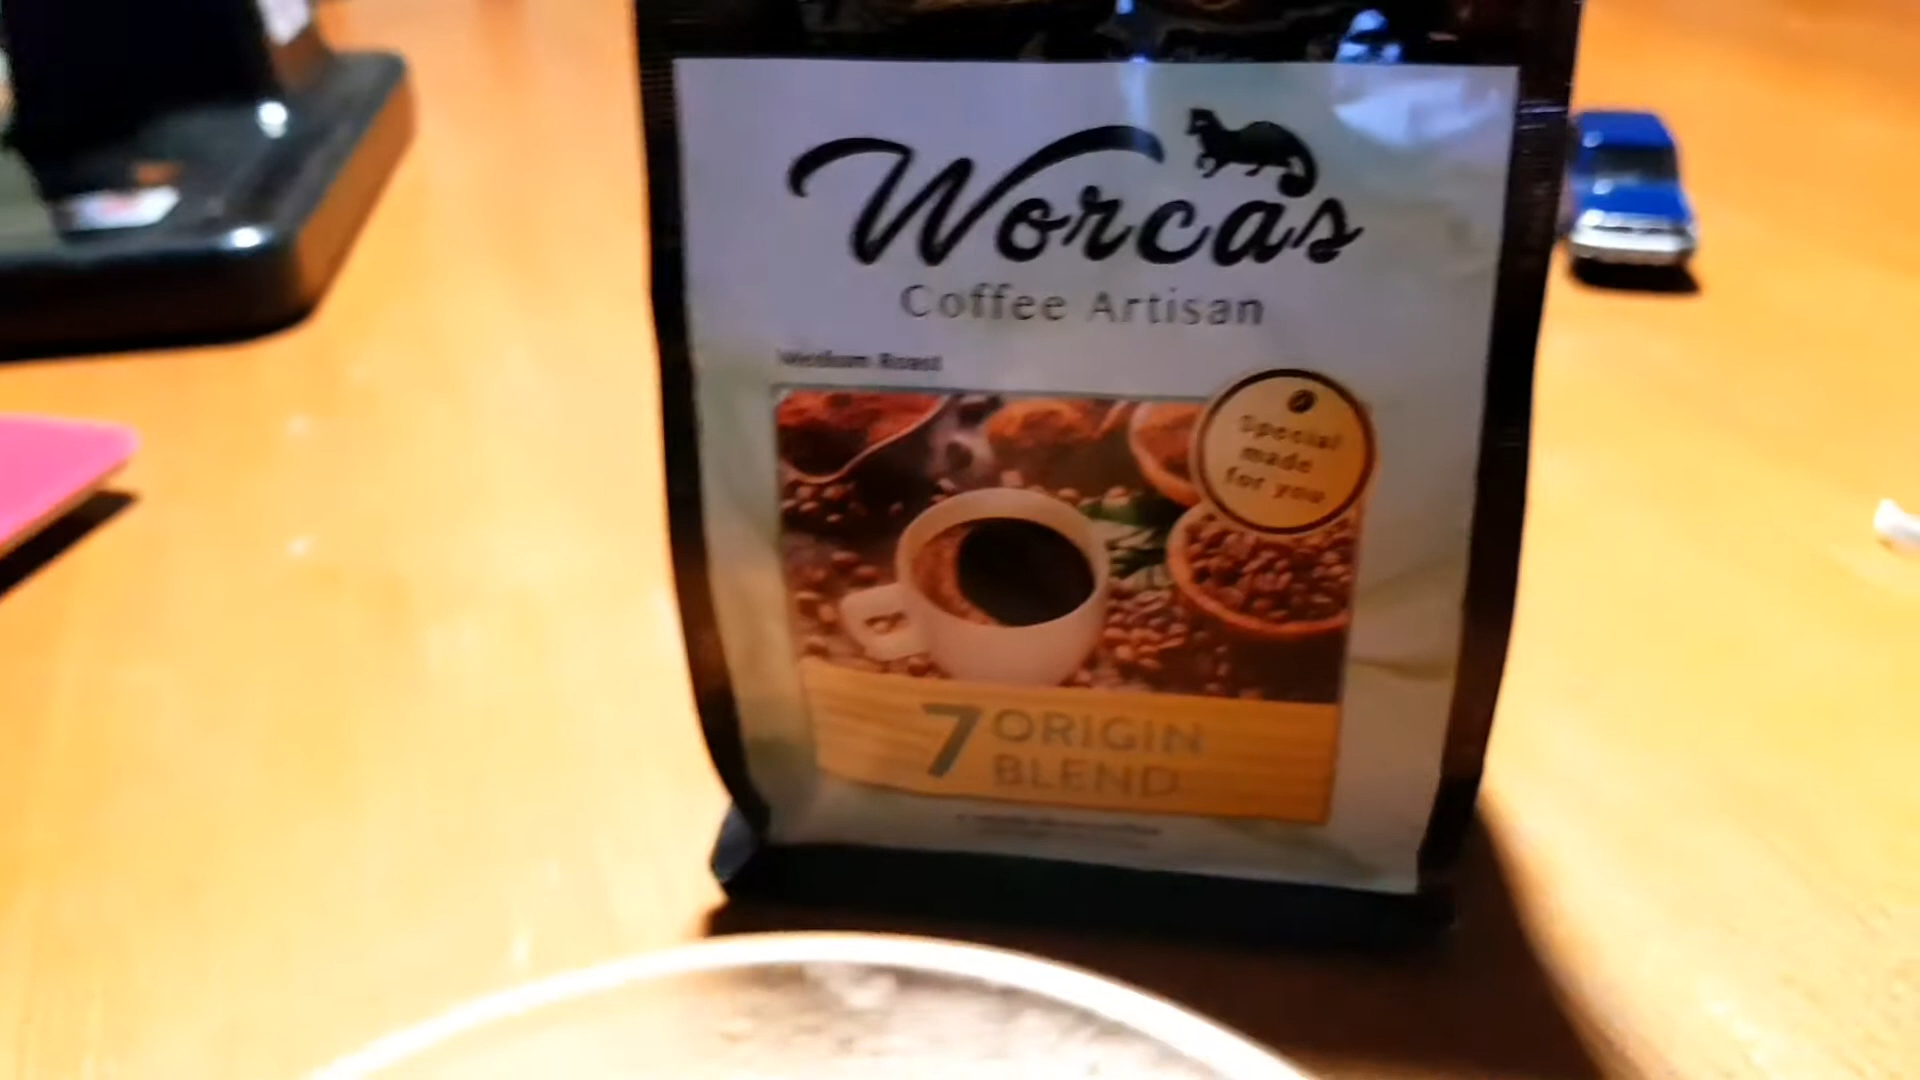 Worcas
Coffee Artisan
Medium Roast
Special
made
for you
7 ORIGIN
BLEND